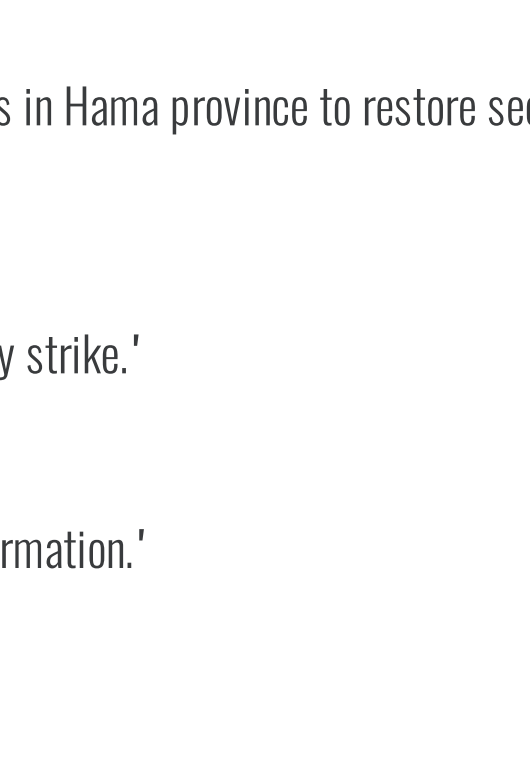 s in Hama province to restore sec
y strike.'
rmation.'